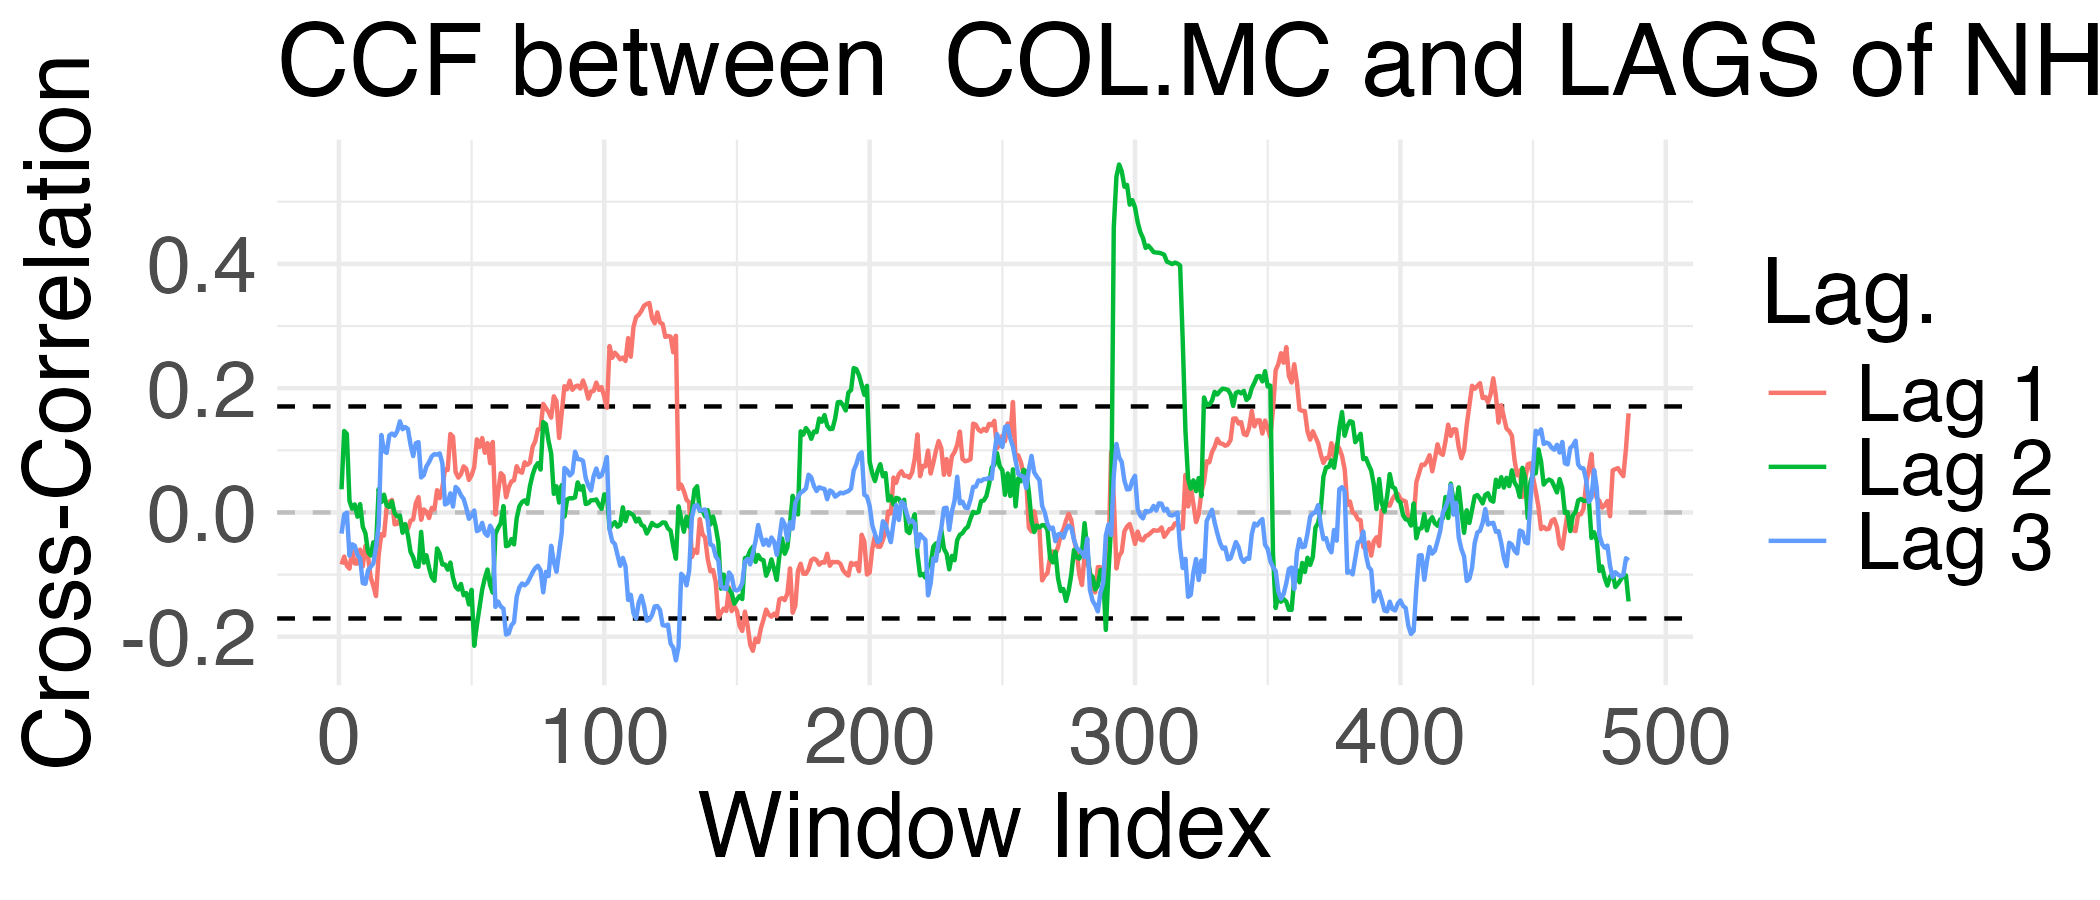 CCF between  COL.MC and LAGS of NH
Cross-Correlation
0.4
0.2
0.0
-0.2
0 100 200 300 400 500
Window Index
Lag.
Lag 1
Lag 2
Lag 3